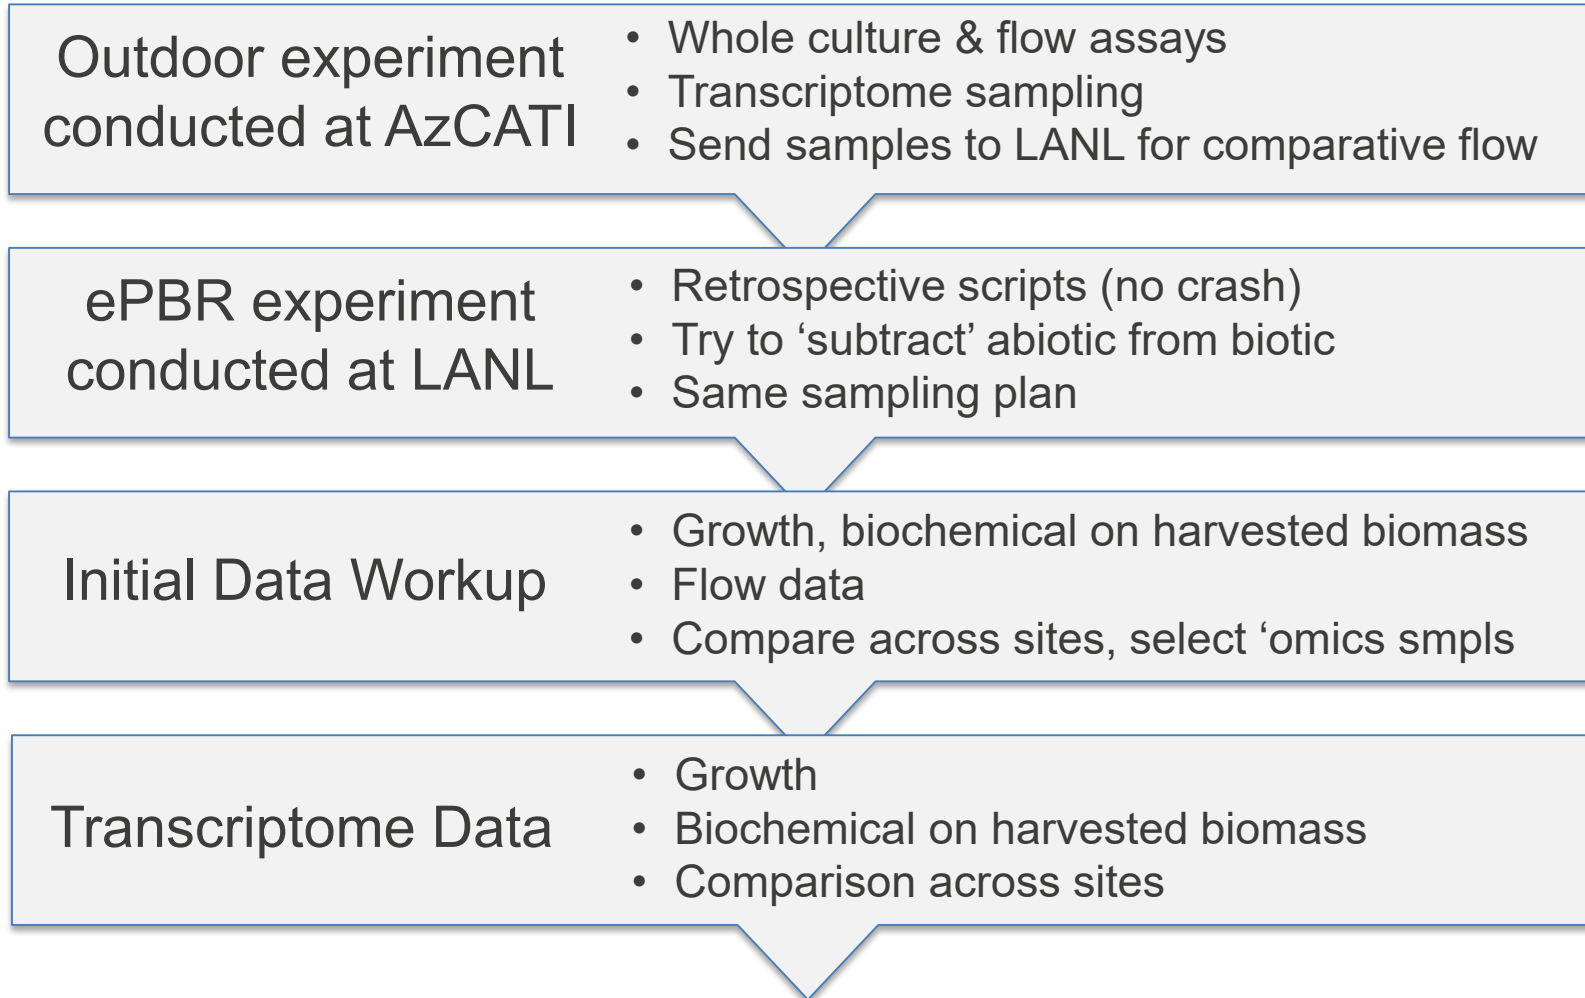 Outdoor experiment
conducted at AzCATI
• Whole culture & flow assays
• Transcriptome sampling
• Send samples to LANL for comparative flow
ePBR experiment
conducted at LANL
• Retrospective scripts (no crash)
• Try to ‘subtract’ abiotic from biotic
• Same sampling plan
Initial Data Workup
• Growth, biochemical on harvested biomass
• Flow data
• Compare across sites, select ‘omics smpls
Transcriptome Data
• Growth
• Biochemical on harvested biomass
• Comparison across sites